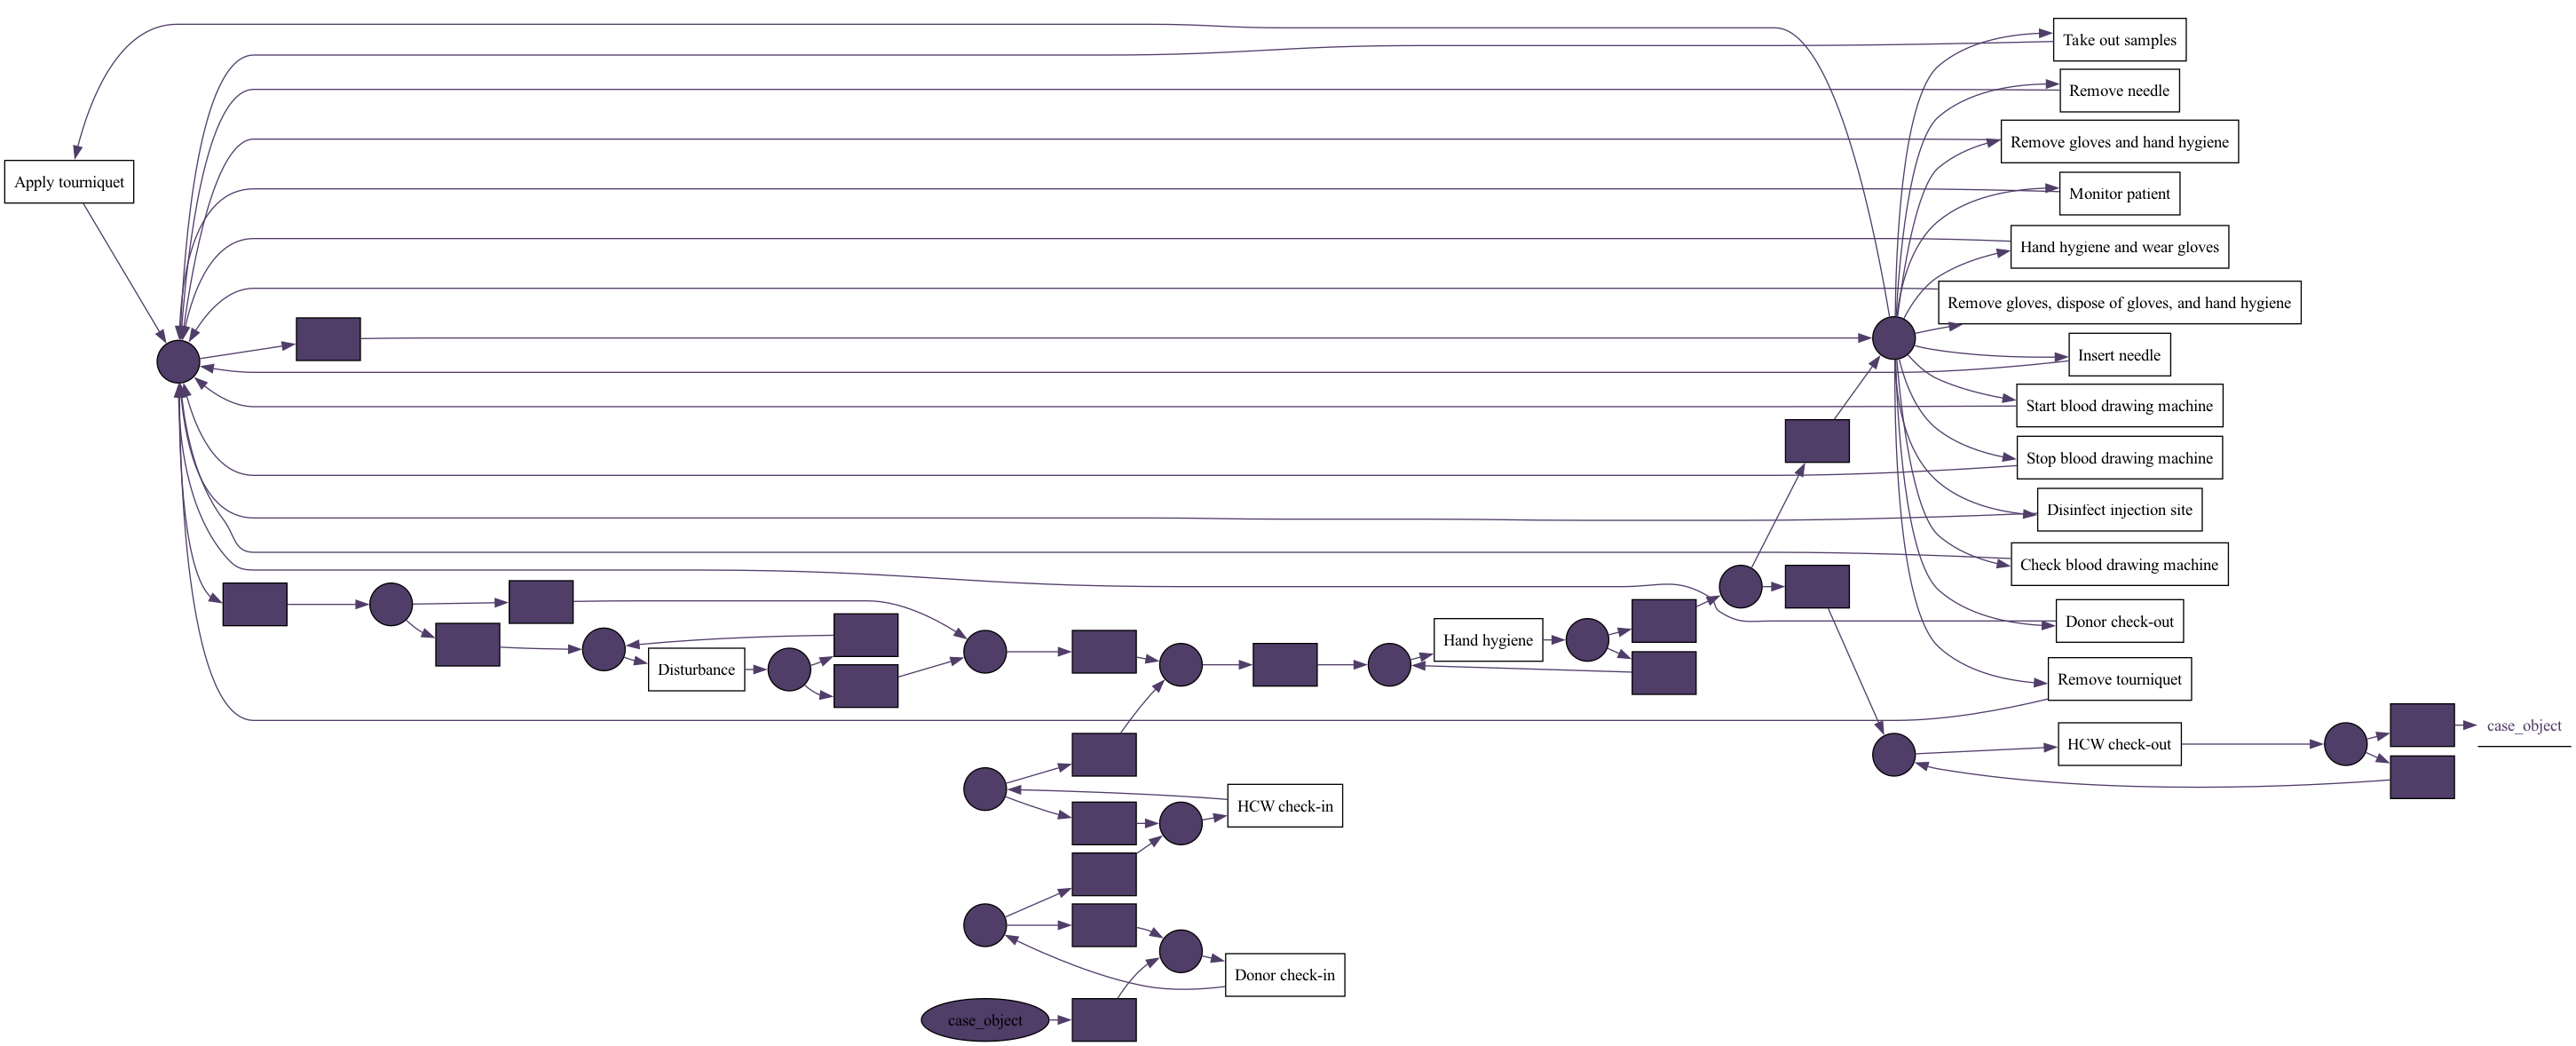 Take out samples
Remove needle
Remove gloves and hand hygiene
Apply tourniquet
Monitor patient
Hand hygiene and wear gloves
Remove gloves, dispose of gloves, and hand hygiene
Insert needle
Start blood drawing machine
Stop blood drawing machine
Disinfect injection site
Check blood drawing machine
Donor check-out
Hand hygiene
Disturbance
Remove tourniquet
case_object
HCW check-out
HCW check-in
Donor check-in
case_object